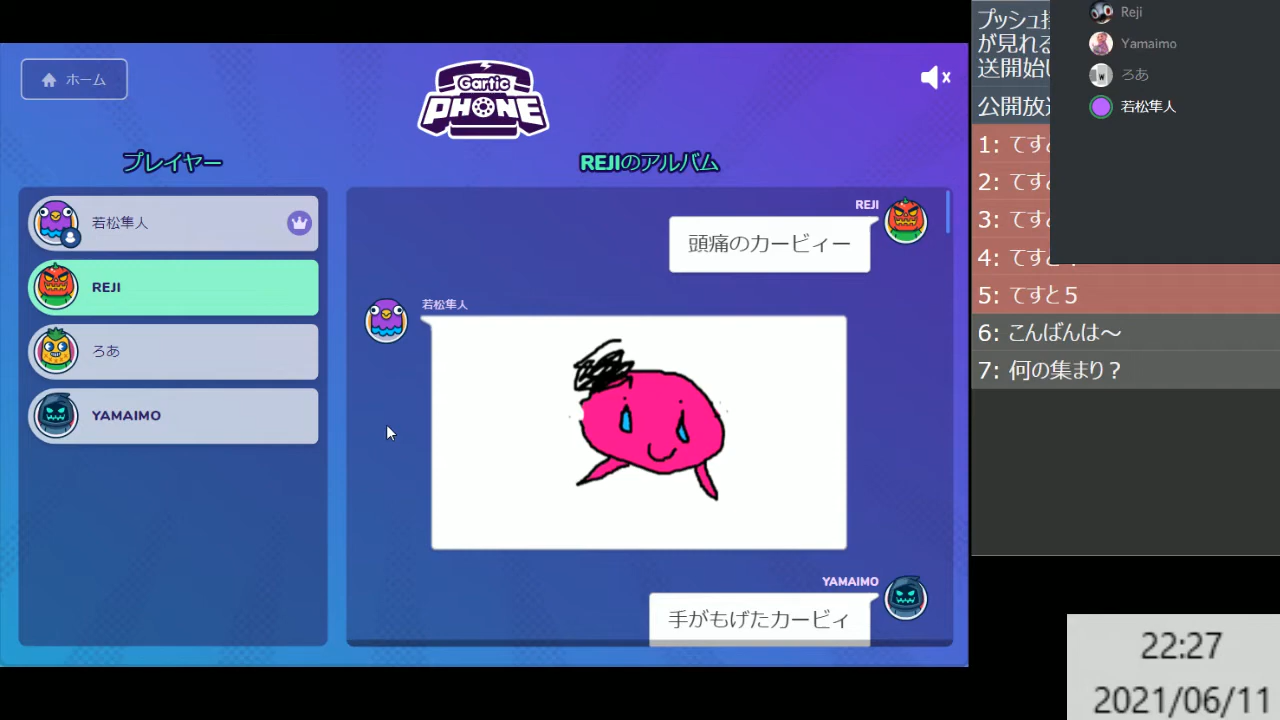 ホーム
Gartic
PHONE
プレイヤー
若松隼人
REJI
ろあ
YAMAIMO
REJIのアルバム
REJI
頭痛のカービィー
若松隼人
YAMAIMO
手がもげたカービィ
プッシュ
が見れる
公開放
1: てすと
2: てすと
3: てすと
4: てすと
5: てすと５
6: こんばんは～
7: 何の集まり？
Reji
Yamaimo
ろあ
若松隼人
22:27
2021/06/11